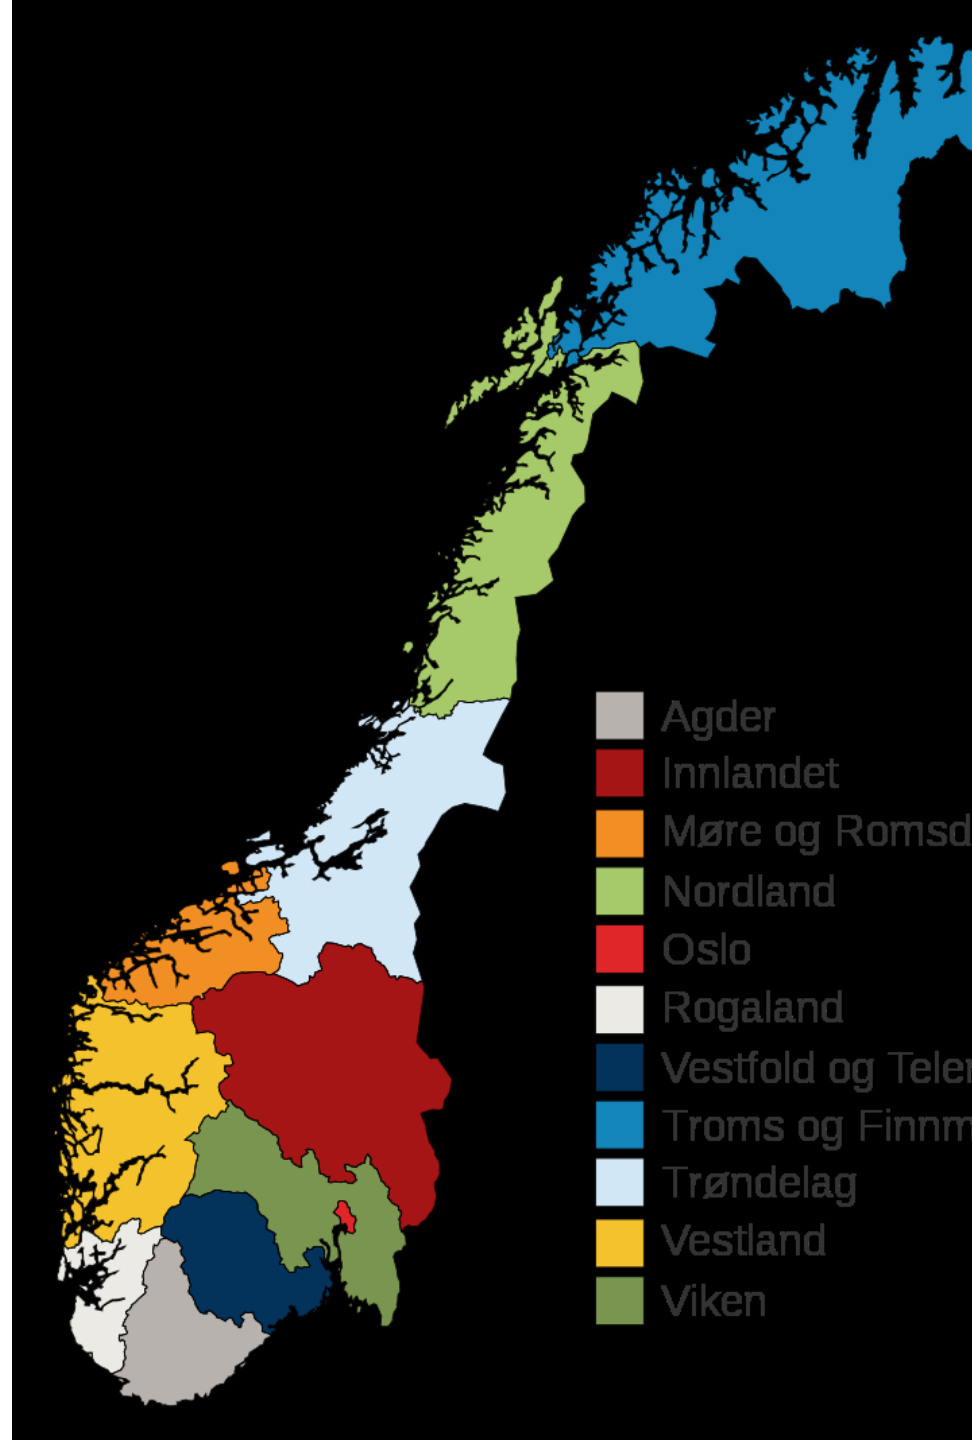 Agder
Innlandet
Møre og Romsd
Nordland
Oslo
Rogaland
Vestfold og Teler
Troms og Finnm
Trøndelag
Vestland
Viken